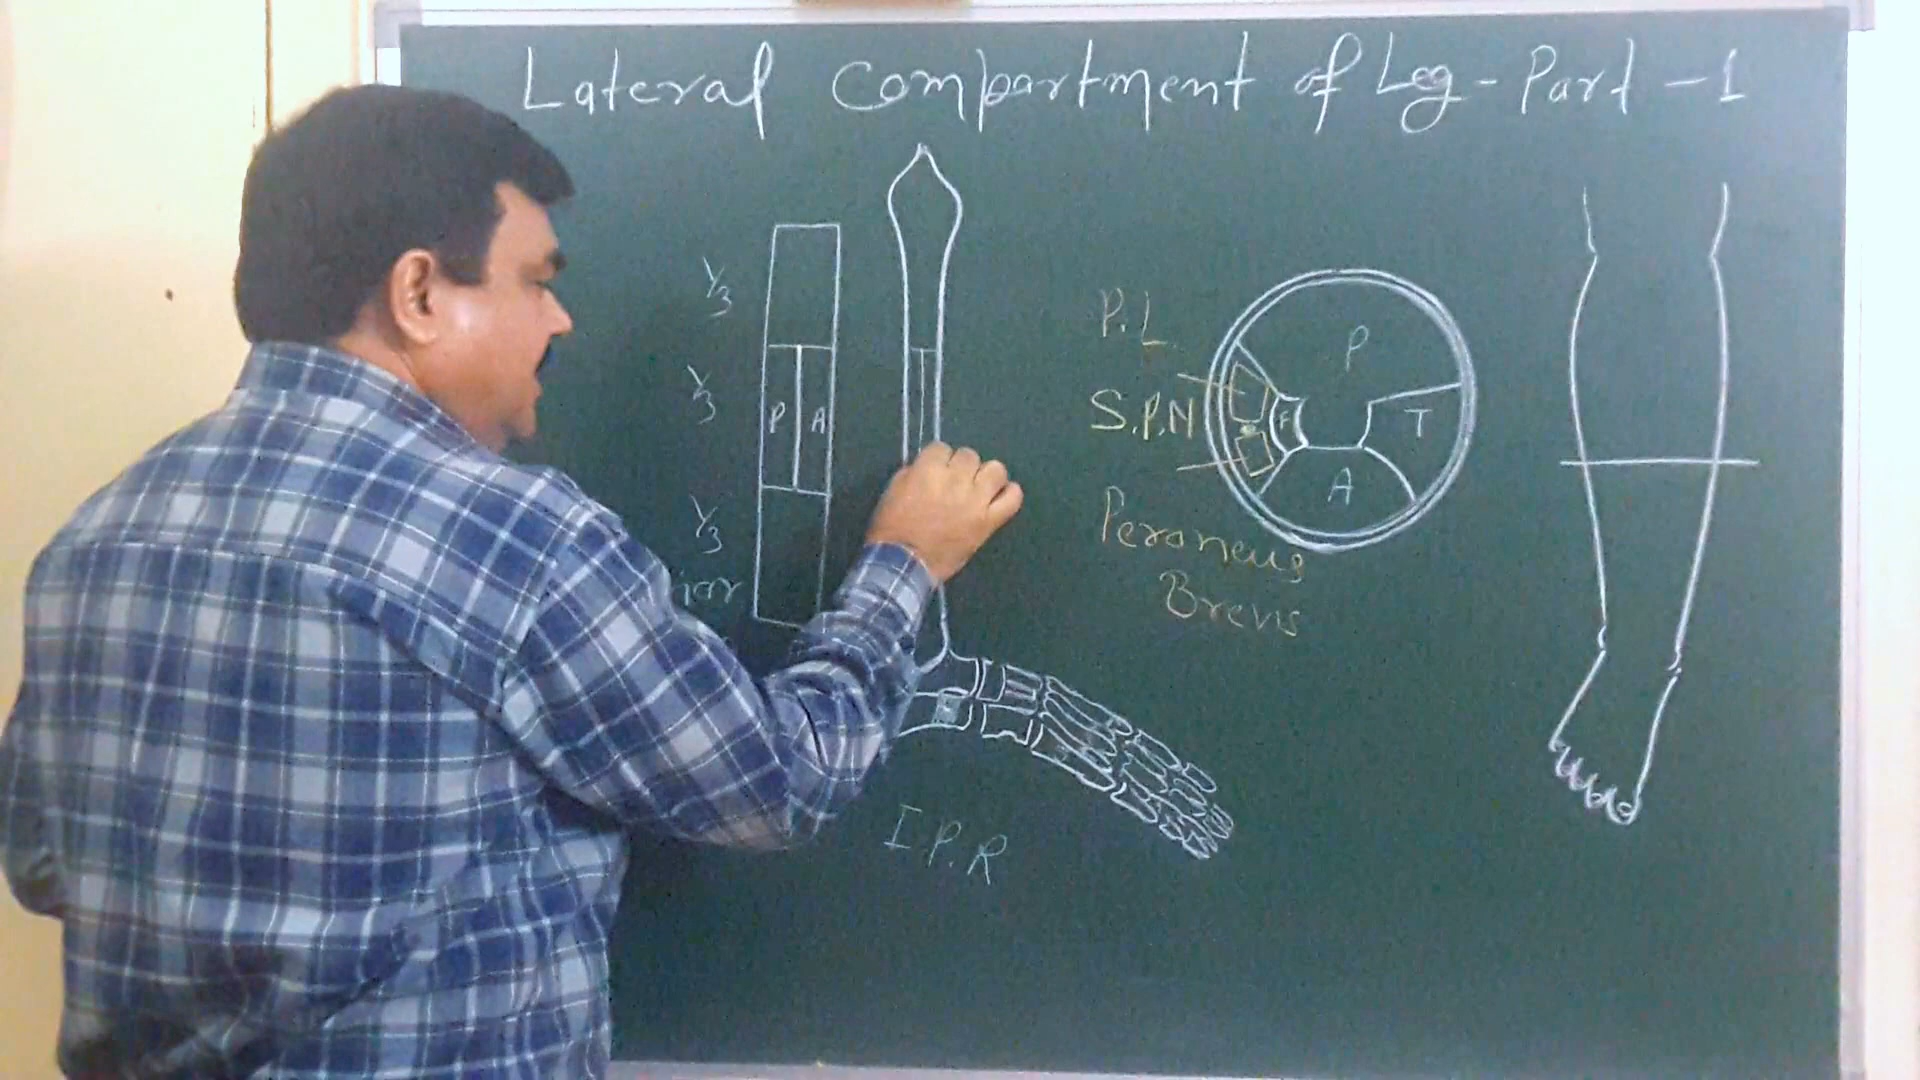 Lateral Compartment of Leg - Part - 1
1/3
1/3
1/3
P A
P.L
S.P.N
Peroneus
Brevis
P
F
T
A
I.P.R